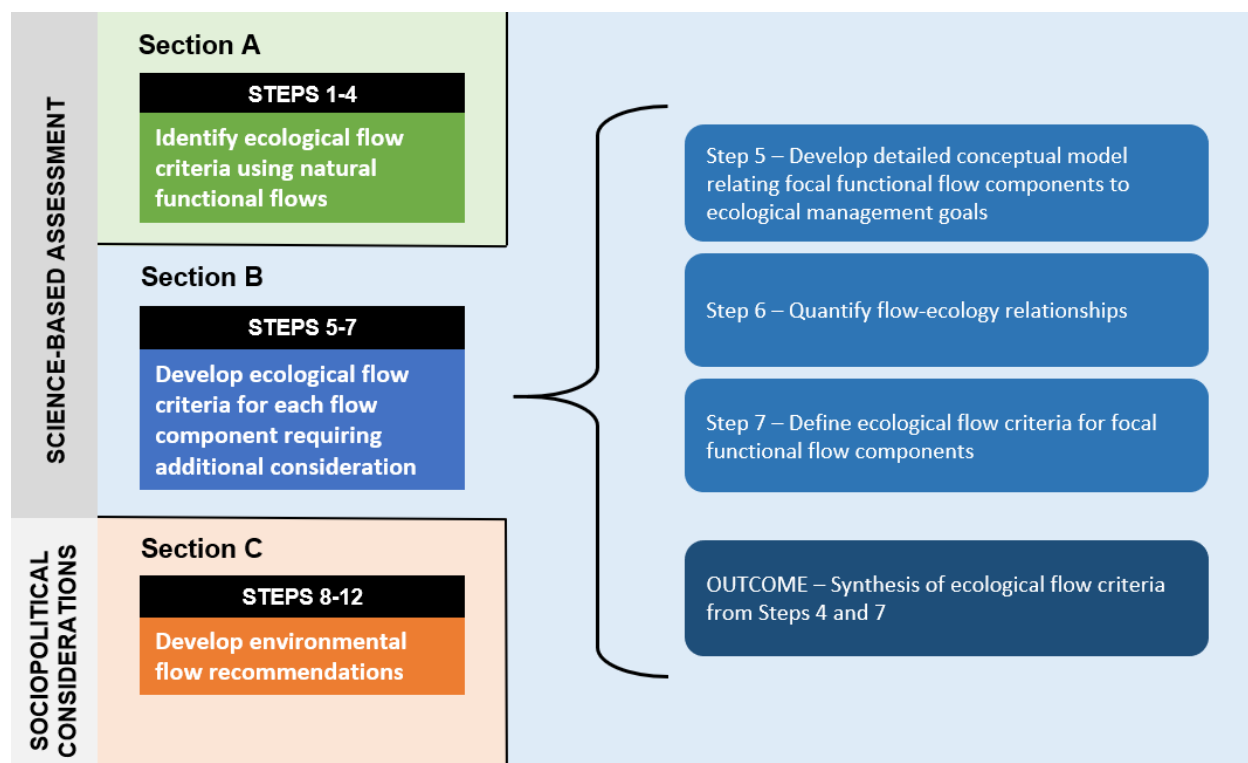 SCIENCE-BASED ASSESSMENT
Section A
STEPS 1-4
Identify ecological flow
criteria using natural
functional flows
Section B
STEPS 5-7
Develop ecological flow
criteria for each flow
component requiring
additional consideration
SOCIOPOLITICAL
CONSIDERATIONS
Section C
STEPS 8-12
Develop environmental
flow recommendations
Step 5 – Develop detailed conceptual model
relating focal functional flow components to
ecological management goals
Step 6 – Quantify flow-ecology relationships
Step 7 – Define ecological flow criteria for focal
functional flow components
OUTCOME – Synthesis of ecological flow criteria
from Steps 4 and 7